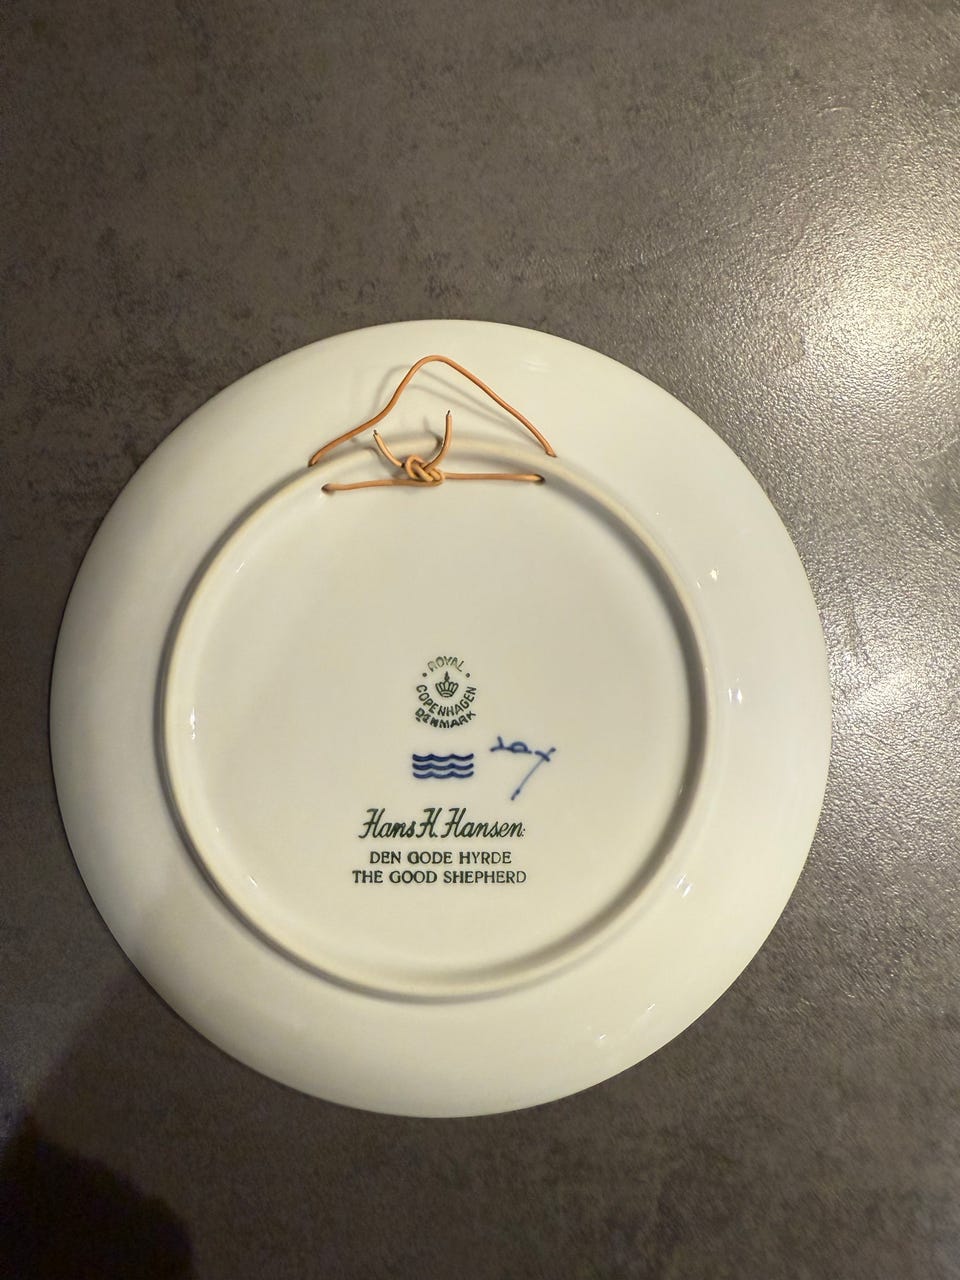 ROYAL
COPENHAGEN
DENMARK
Hans H. Hansen:
DEN GODE HYRDE
THE GOOD SHEPHERD